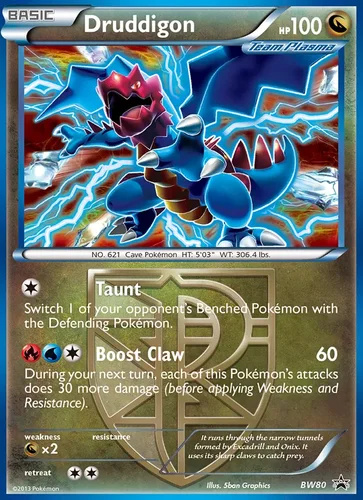 BASIC Druddigon HP 100
Team Plasma
NO. 621 Cave Pokémon HT: 5'03" WT: 306.4 lbs.
Taunt
Switch 1 of your opponent's Benched Pokémon with
the Defending Pokémon.
Boost Claw 60
During your next turn, each of this Pokémon's attacks
does 30 more damage (before applying Weakness and
Resistance).
weakness resistance
×2
It runs through the narrow tunnels
formed by Excadrill and Onix. It
uses its sharp claws to catch prey.
retreat
©2013 Pokémon Illus. 5ban Graphics BW80